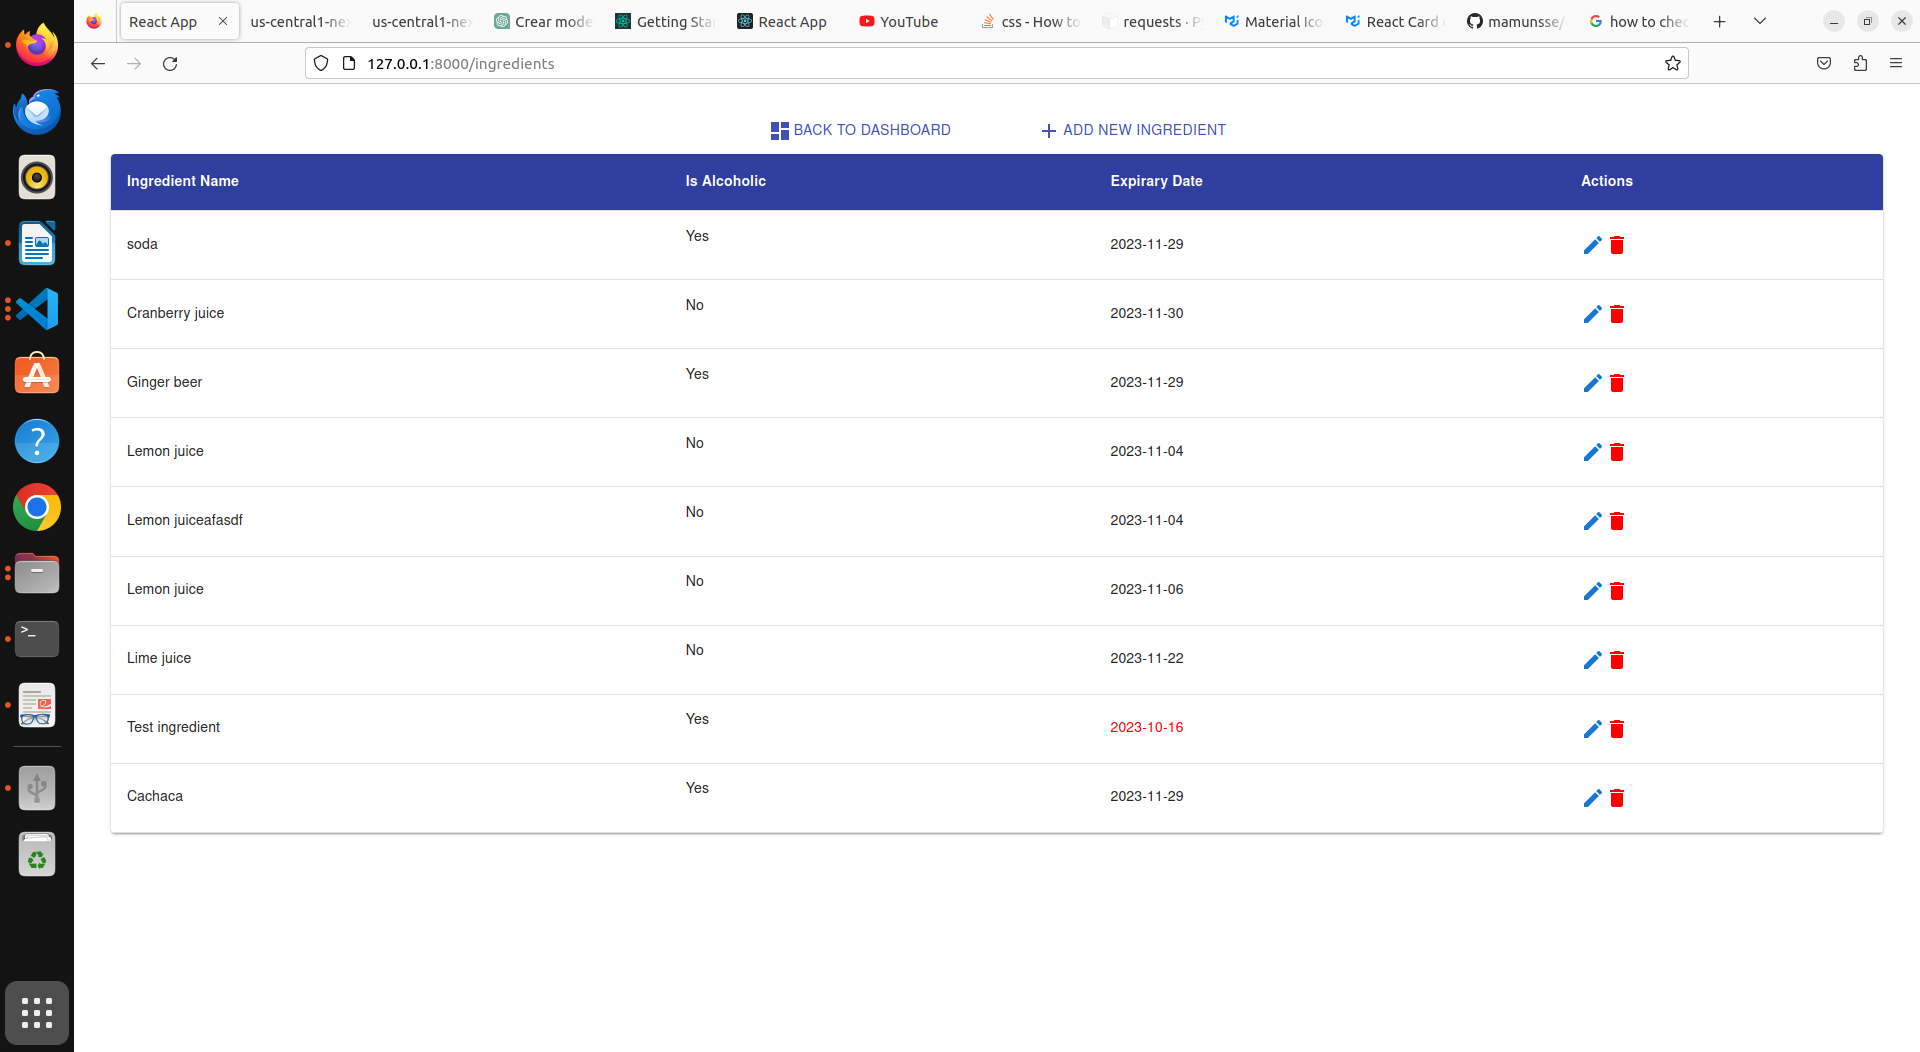 React App
us-central1-ne
us-central1-ne
Crear mode
Getting Sta
React App
YouTube
css - How to
requests · P
Material Ico
React Card
mamunsse/
how to chec
127.0.0.1:8000/ingredients
BACK TO DASHBOARD
ADD NEW INGREDIENT
Ingredient Name Is Alcoholic Expirary Date Actions
soda Yes 2023-11-29
Cranberry juice No 2023-11-30
Ginger beer Yes 2023-11-29
Lemon juice No 2023-11-04
Lemon juiceafasdf No 2023-11-04
Lemon juice No 2023-11-06
Lime juice No 2023-11-22
Test ingredient Yes 2023-10-16
Cachaca Yes 2023-11-29